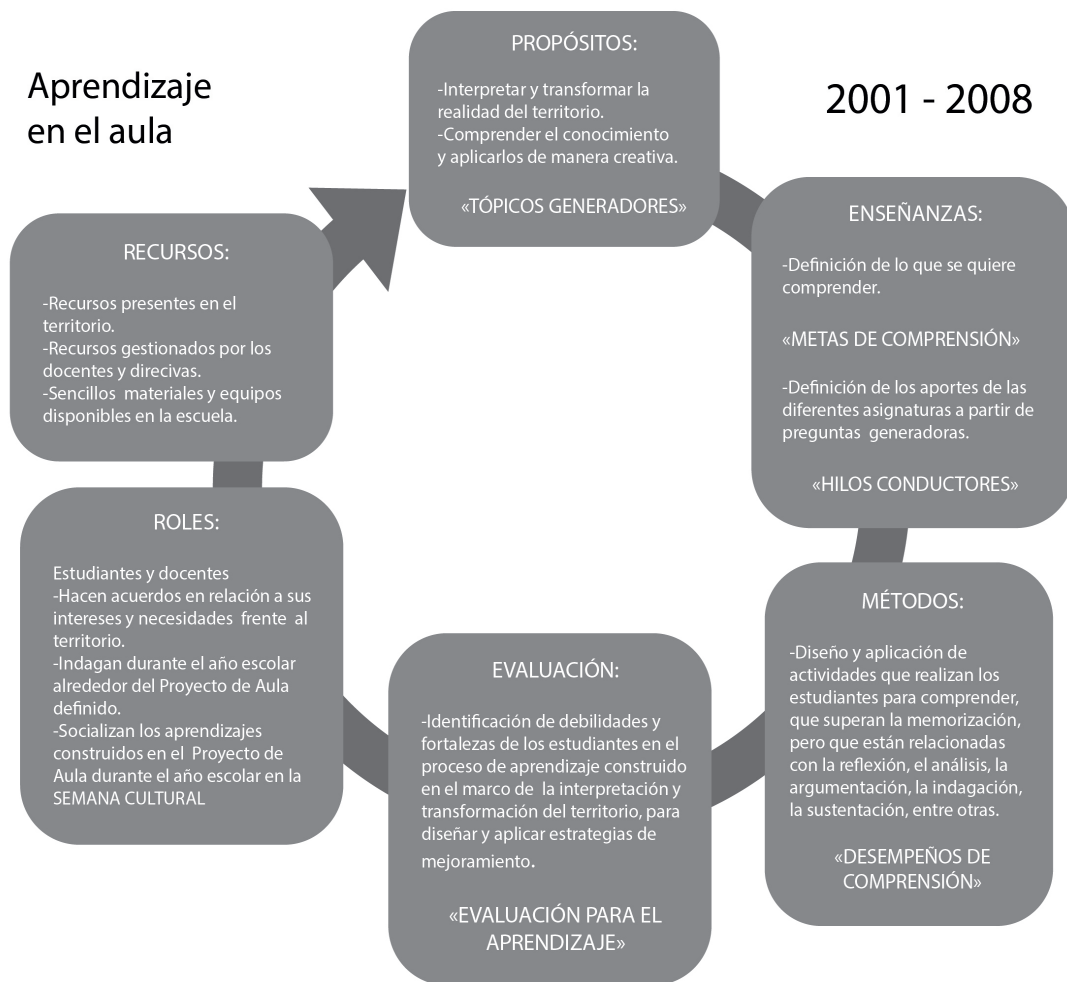 Aprendizaje
en el aula
2001 - 2008
PROPÓSITOS:
-Interpretar y transformar la
realidad del territorio.
-Comprender el conocimiento
y aplicarlos de manera creativa.
«TÓPICOS GENERADORES»
ENSEÑANZAS:
-Definición de lo que se quiere
comprender.
«METAS DE COMPRENSIÓN»
-Definición de los aportes de las
diferentes asignaturas a partir de
preguntas generadoras.
«HILOS CONDUCTORES»
MÉTODOS:
-Diseño y aplicación de
actividades que realizan los
estudiantes para comprender,
que superan la memorización,
pero que están relacionadas
con la reflexión, el análisis, la
argumentación, la indagación,
la sustentación, entre otras.
«DESEMPEÑOS DE
COMPRENSIÓN»
EVALUACIÓN:
-Identificación de debilidades y
fortalezas de los estudiantes en el
proceso de aprendizaje construido
en el marco de la interpretación y
transformación del territorio, para
diseñar y aplicar estrategias de
mejoramiento.
«EVALUACIÓN PARA EL
APRENDIZAJE»
ROLES:
Estudiantes y docentes
-Hacen acuerdos en relación a sus
intereses y necesidades frente al
territorio.
-Indagan durante el año escolar
alrededor del Proyecto de Aula
definido.
-Socializan los aprendizajes
construidos en el Proyecto de
Aula durante el año escolar en la
SEMANA CULTURAL
RECURSOS:
-Recursos presentes en el
territorio.
-Recursos gestionados por los
docentes y direcivas.
-Sencillos materiales y equipos
disponibles en la escuela.